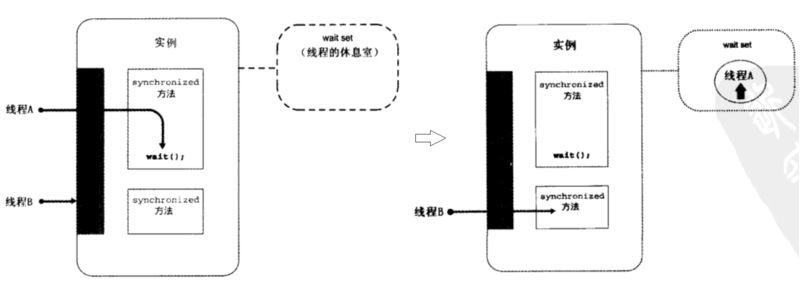 实例
wait set
（线程的休息室）
synchronized
方法
线程A
wait();
线程B
synchronized
方法
实例
wait set
线程A
synchronized
方法
wait();
线程B
synchronized
方法